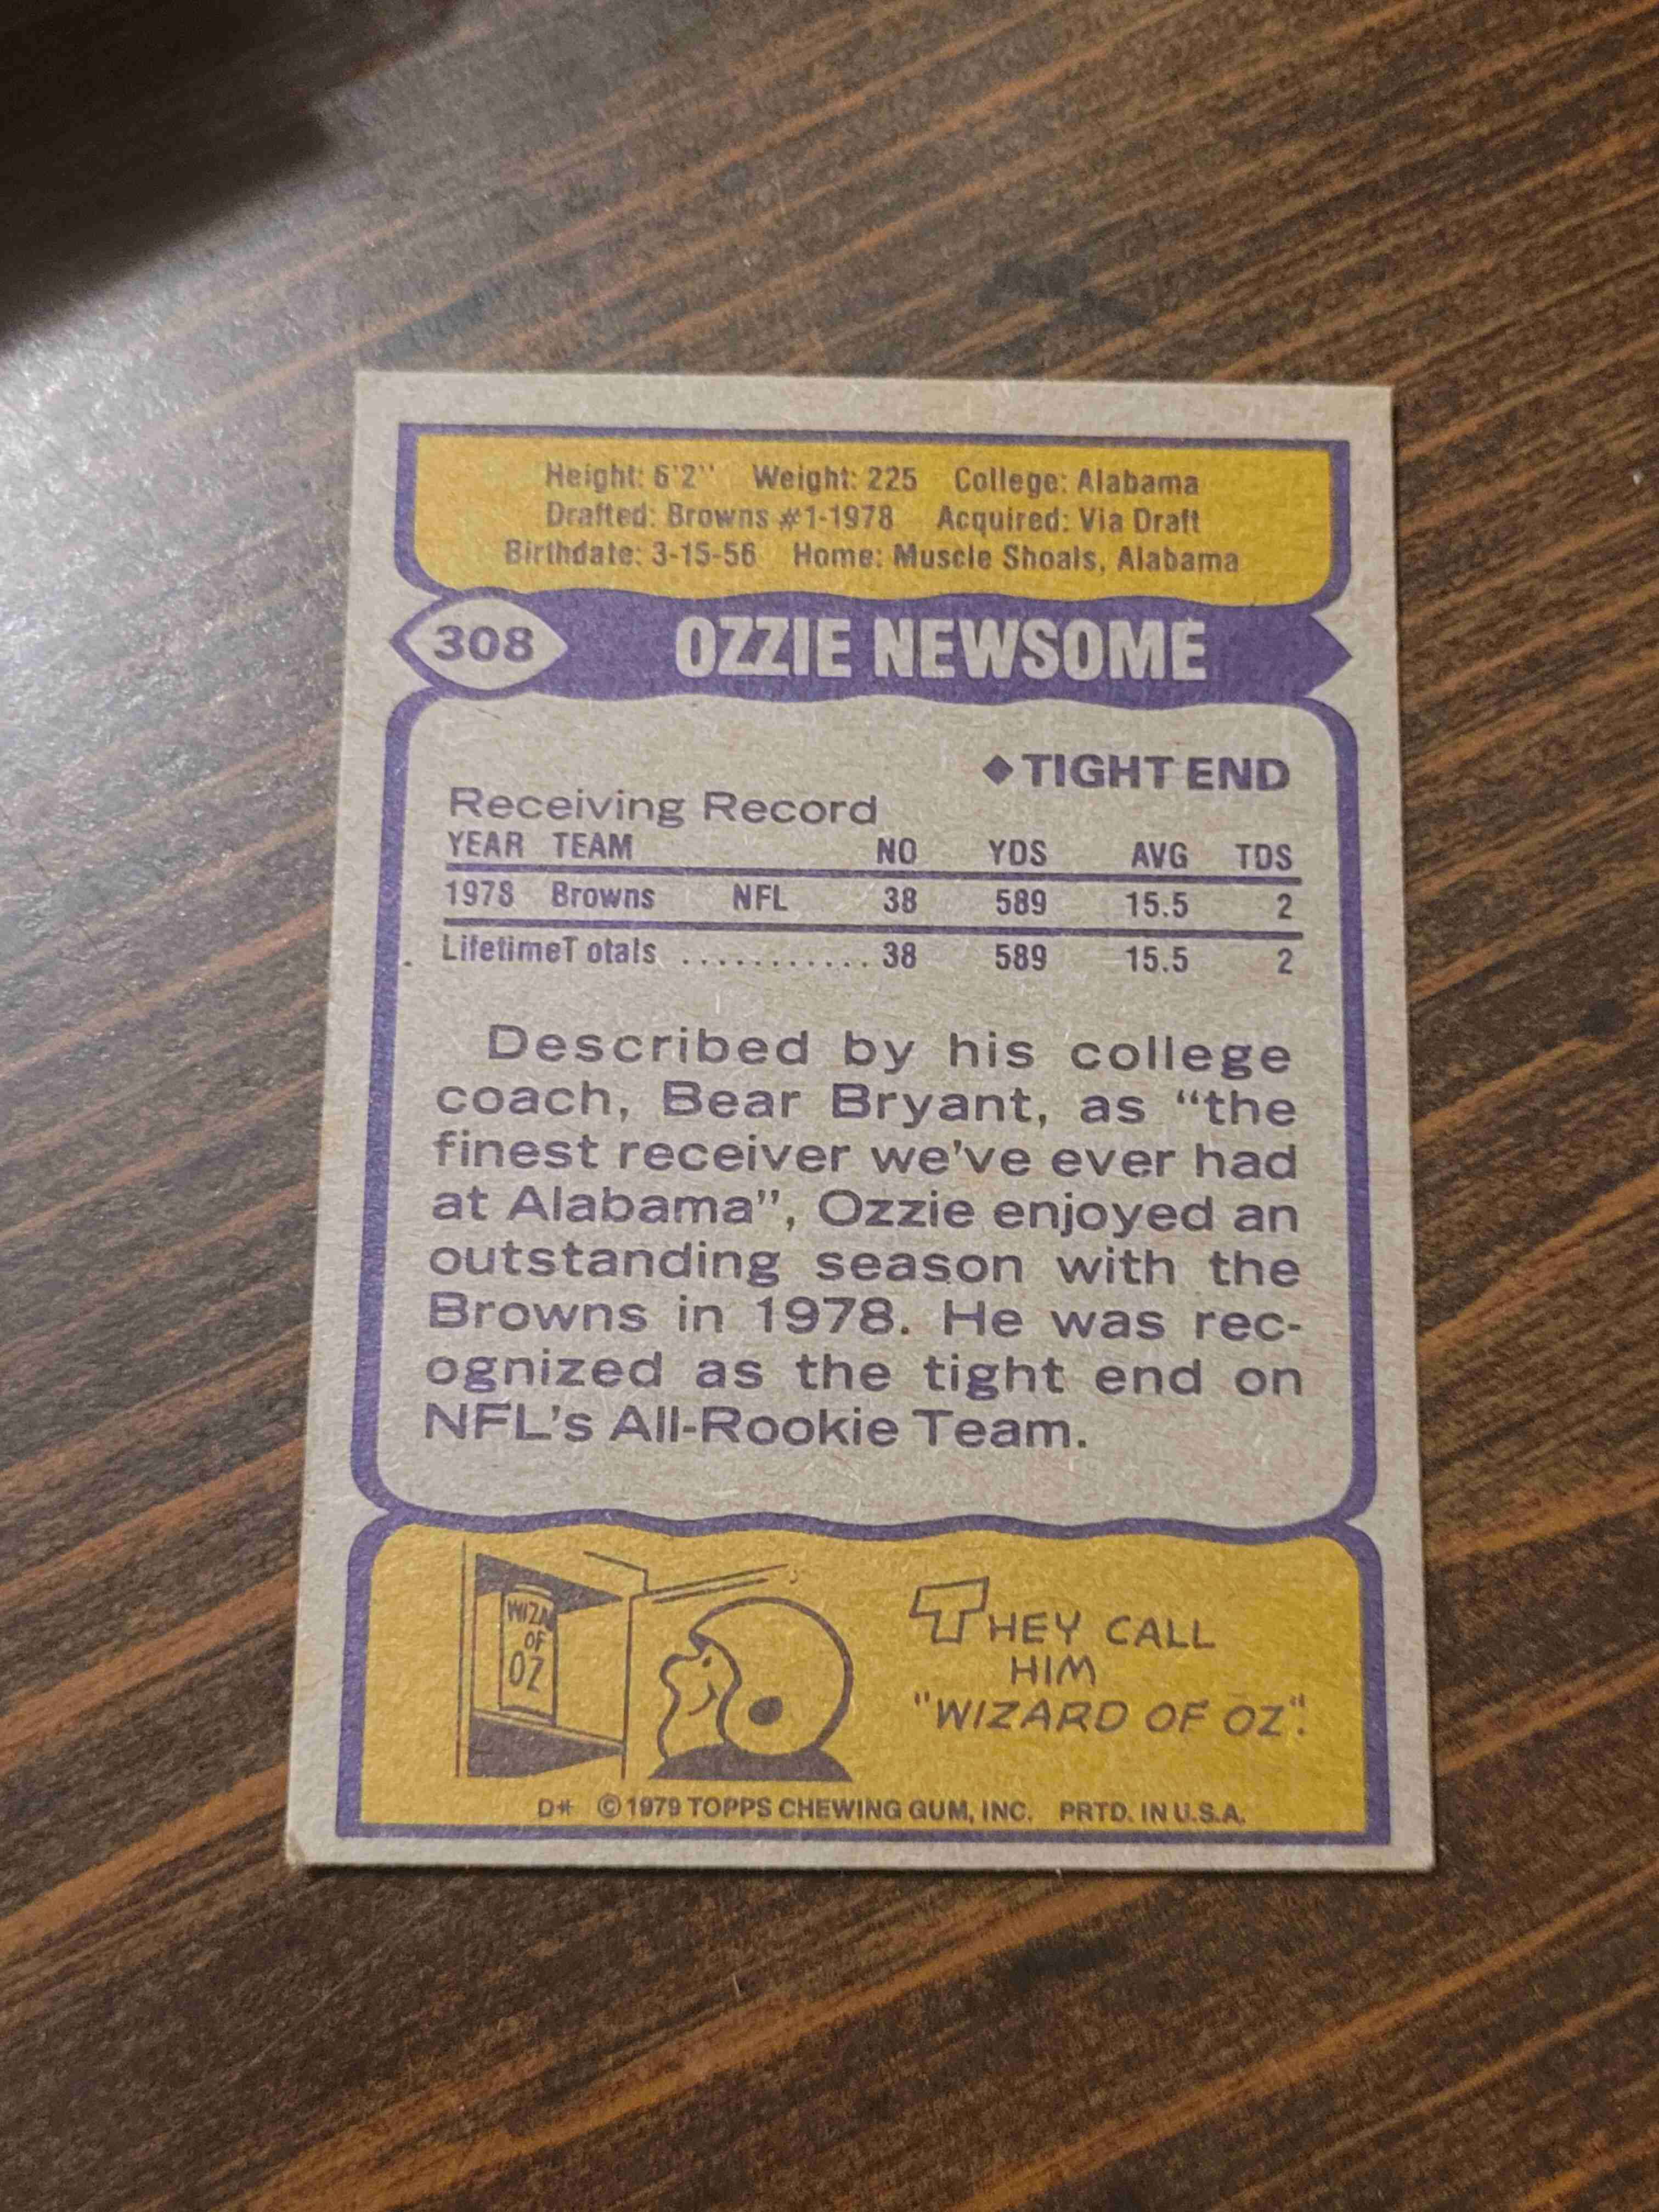 Height: 6'2" Weight: 225 College: Alabama
Drafted: Browns #1-1978 Acquired: Via Draft
Birthdate: 3-15-56 Home: Muscle Shoals, Alabama
308 OZZIE NEWSOME
◆TIGHT END
Receiving Record
YEAR TEAM NO YDS AVG TDS
1978 Browns NFL 38 589 15.5 2
LifetimeT otals ........... 38 589 15.5 2
Described by his college
coach, Bear Bryant, as “the
finest receiver we've ever had
at Alabama”, Ozzie enjoyed an
outstanding season with the
Browns in 1978. He was rec-
ognized as the tight end on
NFL's All-Rookie Team.
WIZA
OF
OZ
THEY CALL
HIM
"WIZARD OF OZ".
D* ©1979 TOPPS CHEWING GUM, INC. PRTD. IN U.S.A.